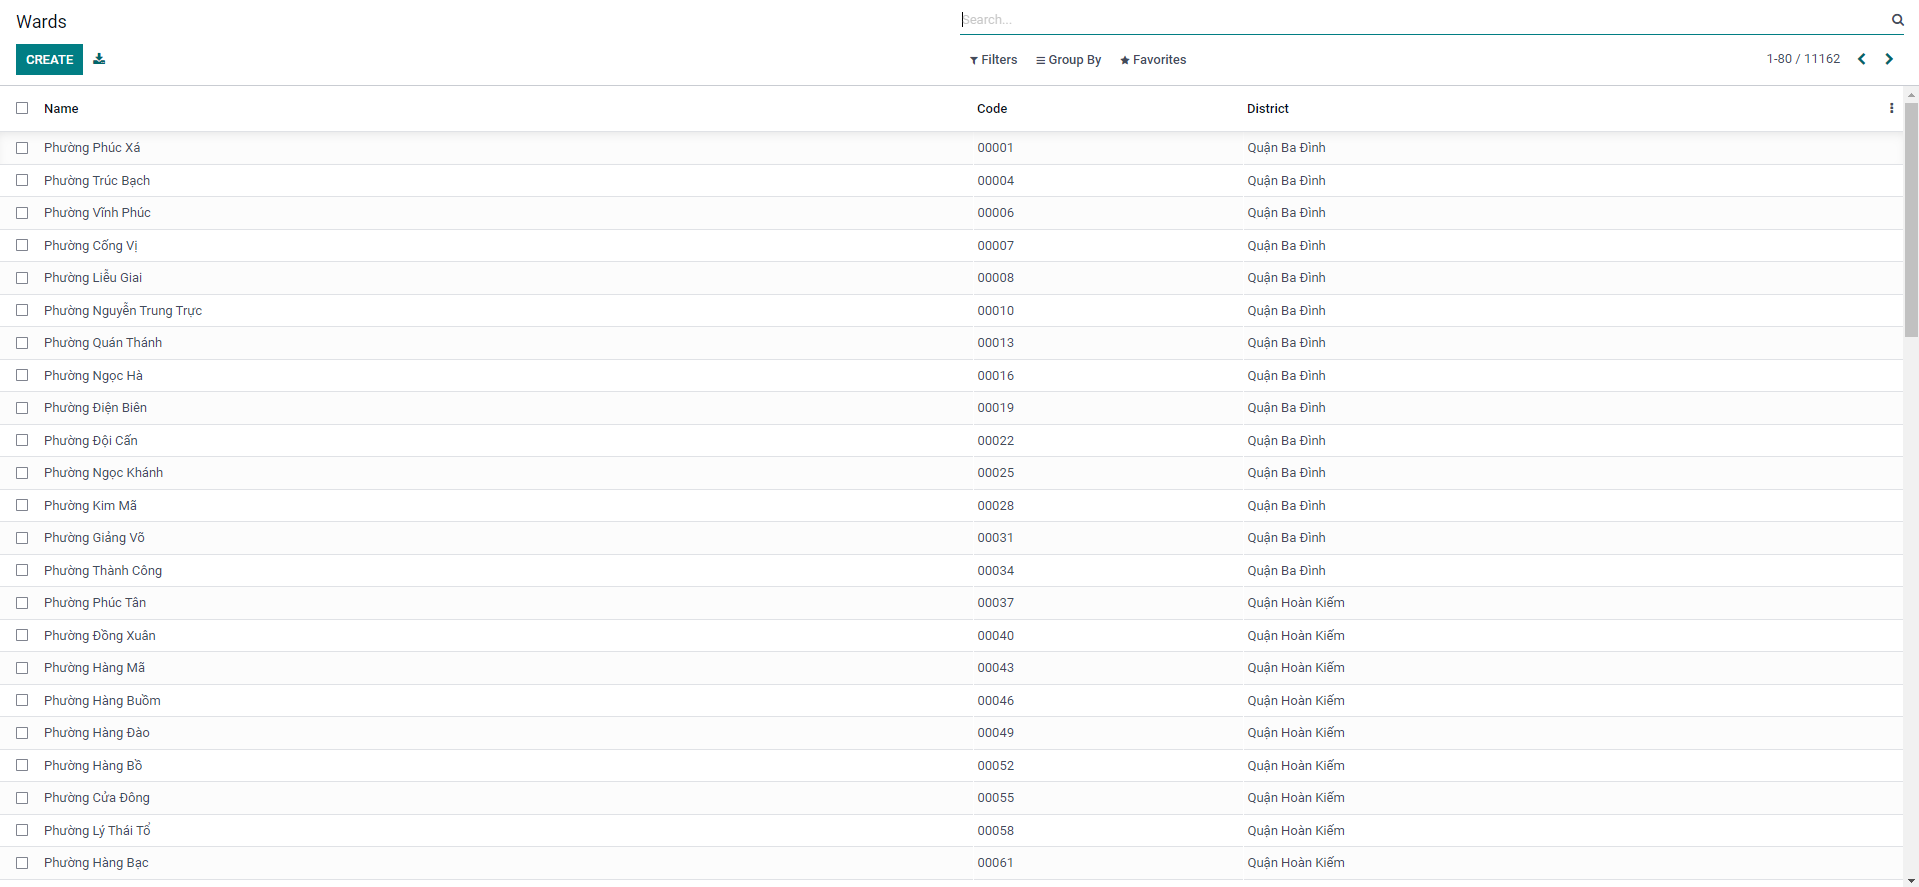 Wards
Search...
CREATE
Filters Group By Favorites 1-80 / 11162
Name Code District
Phường Phúc Xá 00001 Quận Ba Đình
Phường Trúc Bạch 00004 Quận Ba Đình
Phường Vĩnh Phúc 00006 Quận Ba Đình
Phường Cống Vị 00007 Quận Ba Đình
Phường Liễu Giai 00008 Quận Ba Đình
Phường Nguyễn Trung Trực 00010 Quận Ba Đình
Phường Quán Thánh 00013 Quận Ba Đình
Phường Ngọc Hà 00016 Quận Ba Đình
Phường Điện Biên 00019 Quận Ba Đình
Phường Đội Cấn 00022 Quận Ba Đình
Phường Ngọc Khánh 00025 Quận Ba Đình
Phường Kim Mã 00028 Quận Ba Đình
Phường Giảng Võ 00031 Quận Ba Đình
Phường Thành Công 00034 Quận Ba Đình
Phường Phúc Tân 00037 Quận Hoàn Kiếm
Phường Đồng Xuân 00040 Quận Hoàn Kiếm
Phường Hàng Mã 00043 Quận Hoàn Kiếm
Phường Hàng Buồm 00046 Quận Hoàn Kiếm
Phường Hàng Đào 00049 Quận Hoàn Kiếm
Phường Hàng Bồ 00052 Quận Hoàn Kiếm
Phường Cửa Đông 00055 Quận Hoàn Kiếm
Phường Lý Thái Tổ 00058 Quận Hoàn Kiếm
Phường Hàng Bạc 00061 Quận Hoàn Kiếm